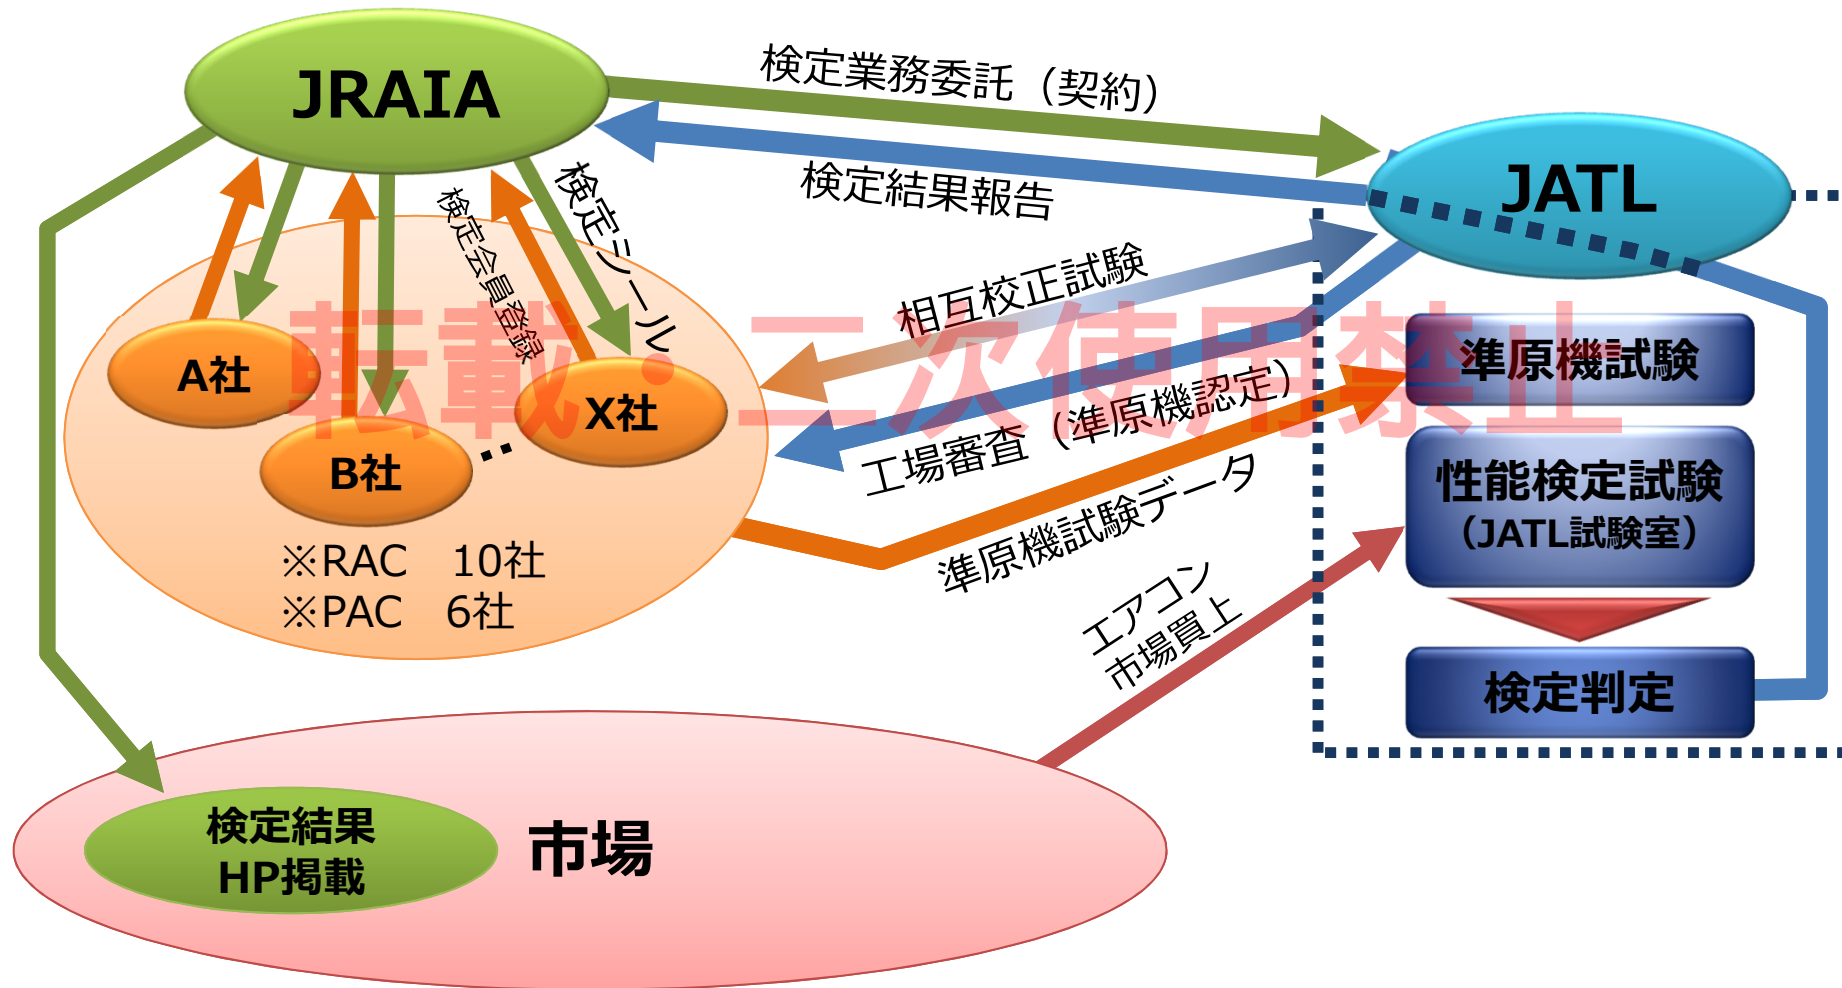 JRAIA
検定業務委託（契約）
検定結果報告
JATL
検定シール
検定会員登録
相互校正試験
工場審査（準原機認定）
準原機試験データ
A社
B社
‥
X社
※RAC　10社
※PAC　6社
エアコン
市場買上
準原機試験
性能検定試験
（JATL試験室）
検定判定
検定結果
HP掲載
市場
転載・二次使用禁止